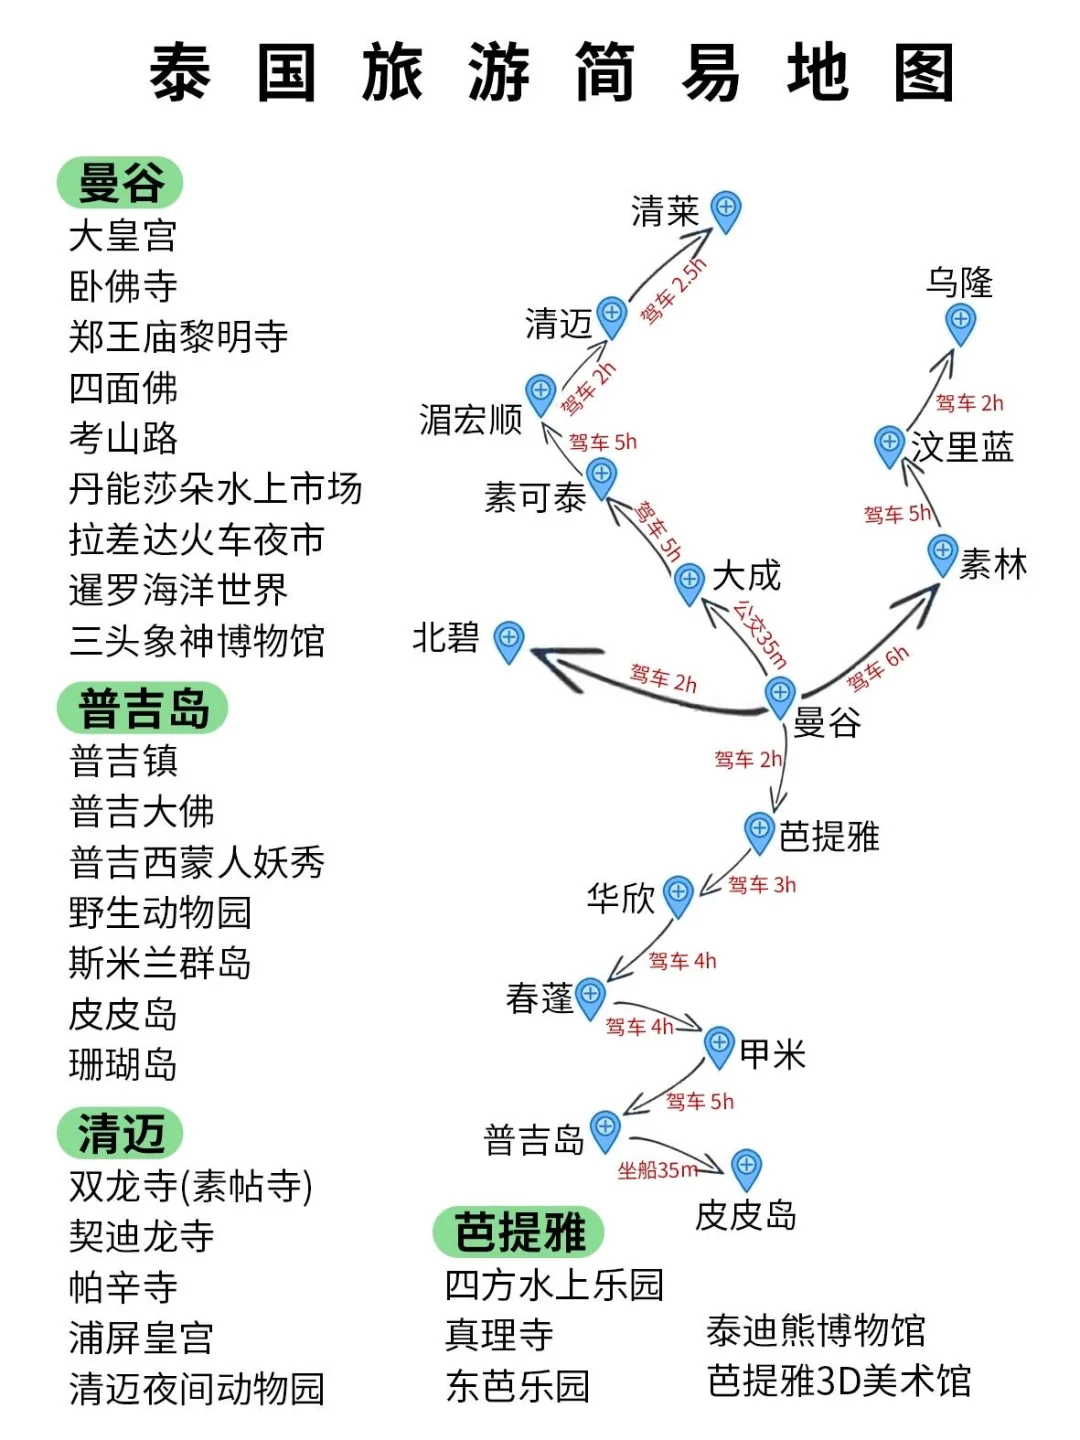 泰国旅游简易地图
曼谷
大皇宫
卧佛寺
郑王庙黎明寺
四面佛
考山路
丹能莎朵水上市场
拉差达火车夜市
暹罗海洋世界
三头象神博物馆
普吉岛
普吉镇
普吉大佛
普吉西蒙人妖秀
野生动物园
斯米兰群岛
皮皮岛
珊瑚岛
清迈
双龙寺(素帖寺)
契迪龙寺
帕辛寺
浦屏皇宫
清迈夜间动物园
清莱
驾车 2.5h
清迈
驾车 2h
湄宏顺
驾车 5h
素可泰
驾车 5h
大成
公交35m
乌隆
驾车 2h
汶里蓝
驾车 5h
素林
驾车 6h
北碧
驾车 2h
曼谷
驾车 2h
芭提雅
驾车 3h
华欣
驾车 4h
春蓬
驾车 4h
甲米
驾车 5h
普吉岛
坐船35m
皮皮岛
芭提雅
四方水上乐园
真理寺
东芭乐园
泰迪熊博物馆
芭提雅3D美术馆